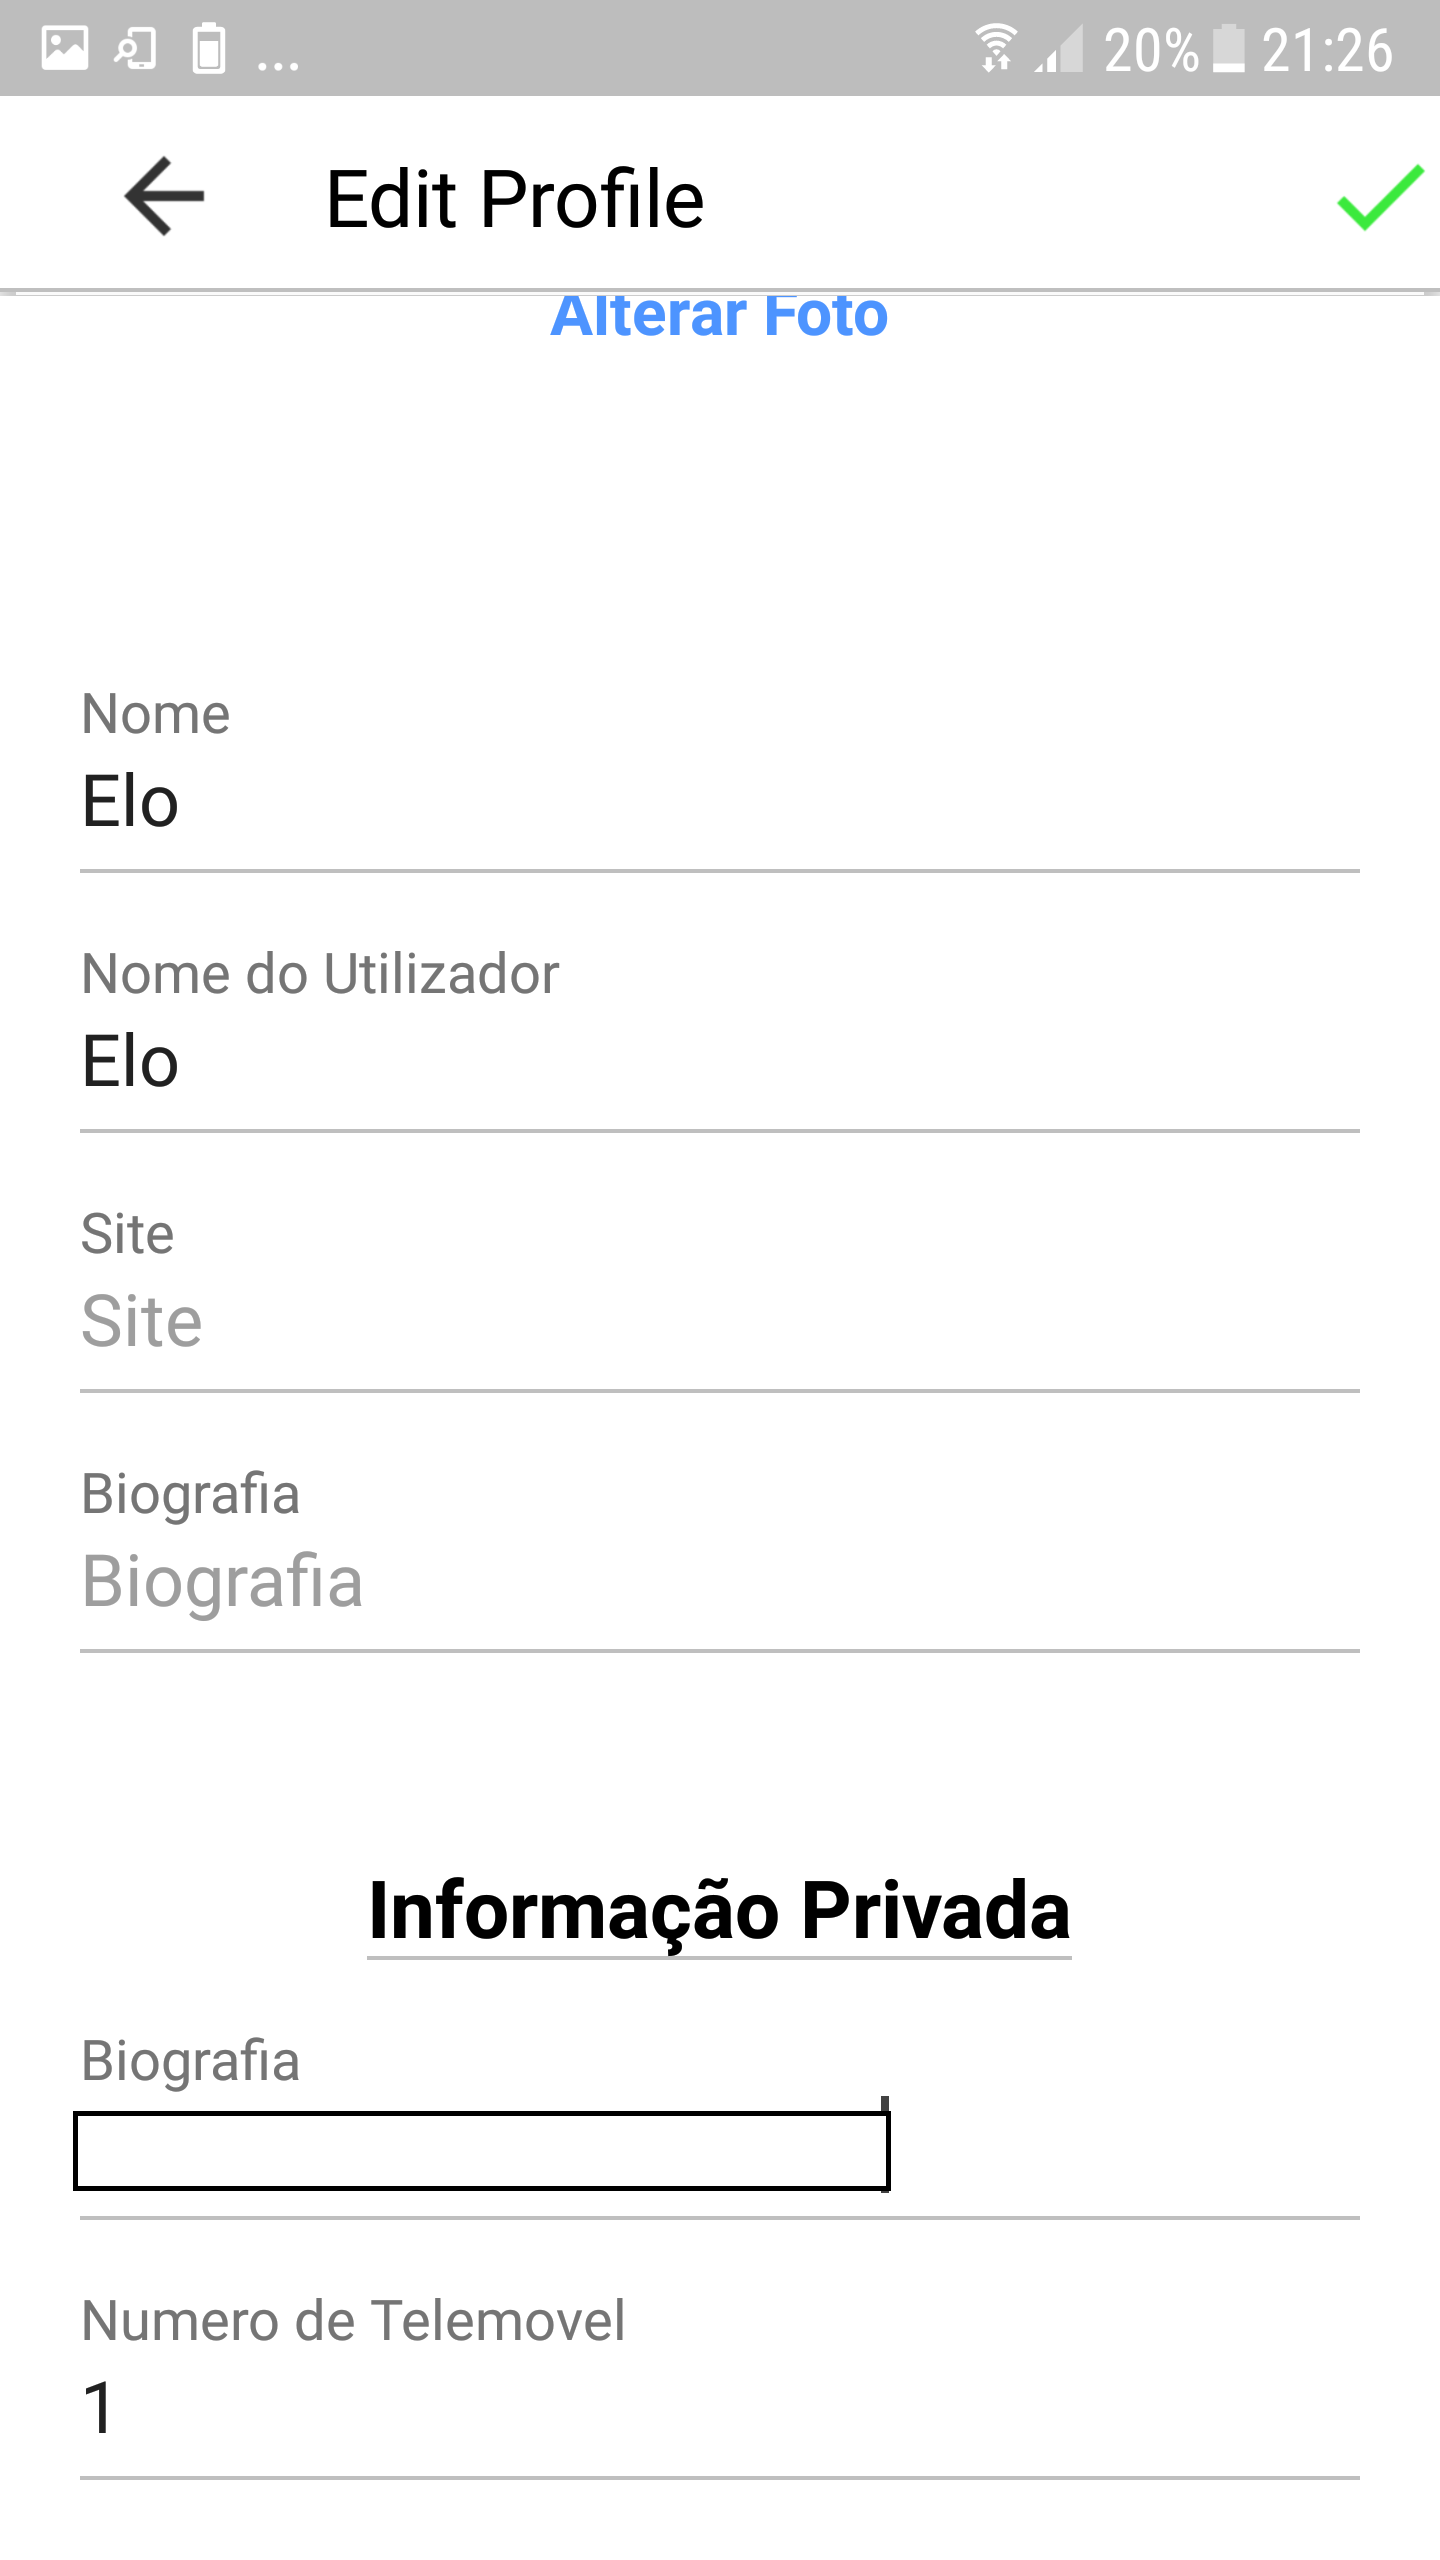 ... 20% 21:26
Edit Profile
Alterar Foto
Nome
Elo
Nome do Utilizador
Elo
Site
Site
Biografia
Biografia
Informação Privada
Biografia
Numero de Telemovel
1